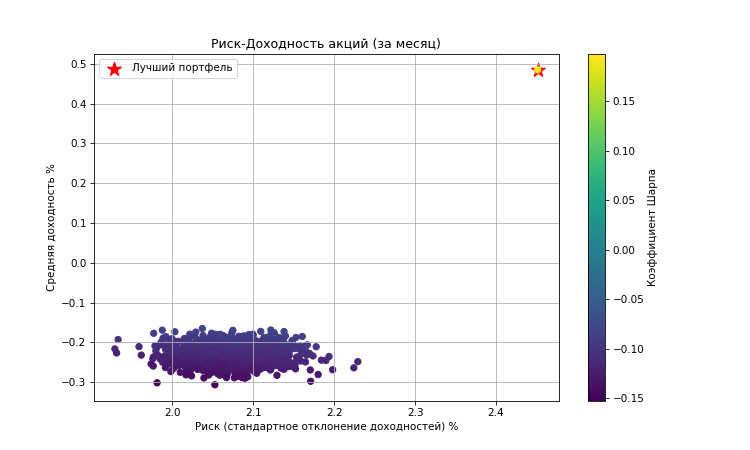 Риск-Доходность акций (за месяц)
Лучший портфель
0.5
0.4
0.3
0.2
0.1
0.0
−0.1
−0.2
−0.3
Средняя доходность %
2.0 2.1 2.2 2.3 2.4
Риск (стандартное отклонение доходностей) %
0.15
0.10
0.05
0.00
−0.05
−0.10
−0.15
Коэффициент Шарпа